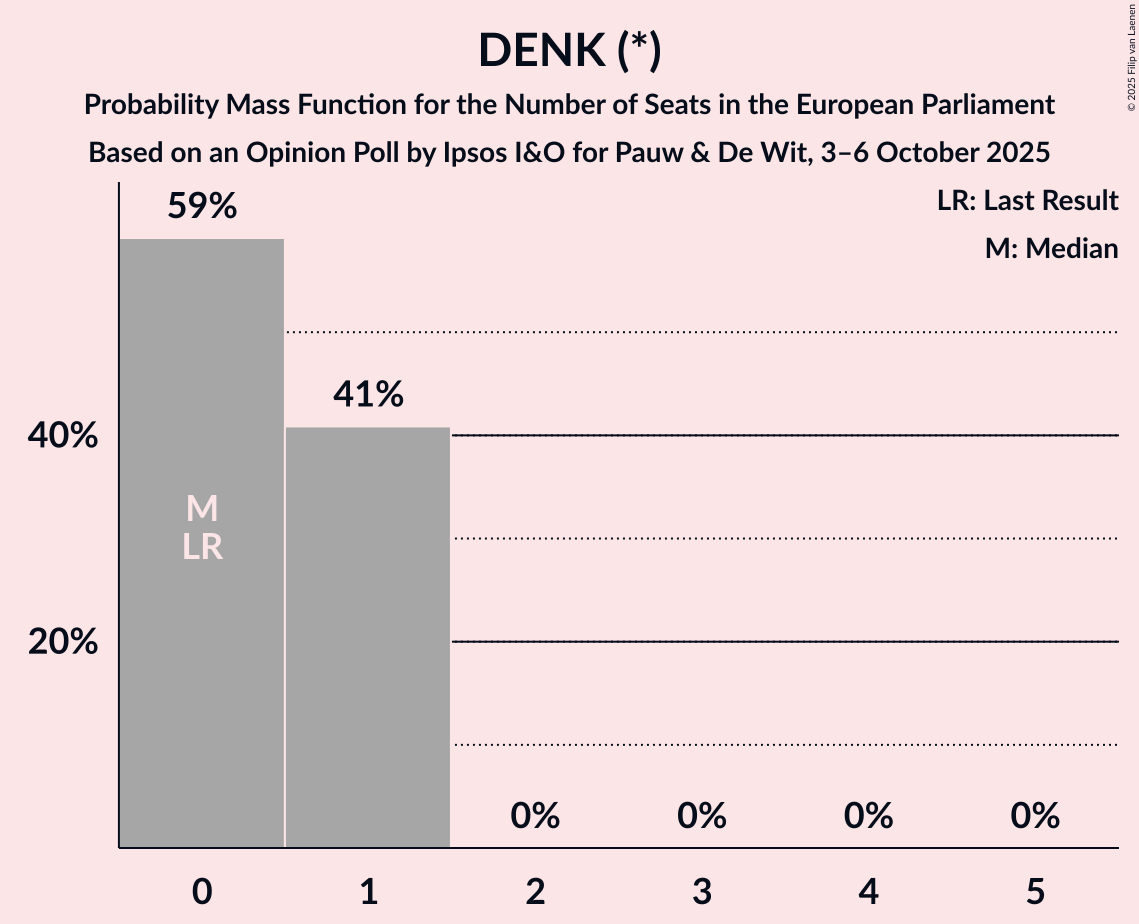 DENK (*)
Probability Mass Function for the Number of Seats in the European Parliament
Based on an Opinion Poll by Ipsos I&O for Pauw & De Wit, 3–6 October 2025
© 2025 Filip van Laenen
LR: Last Result
M: Median
59%
41%
40%
20%
M
LR
0%
0%
0%
0%
0
1
2
3
4
5